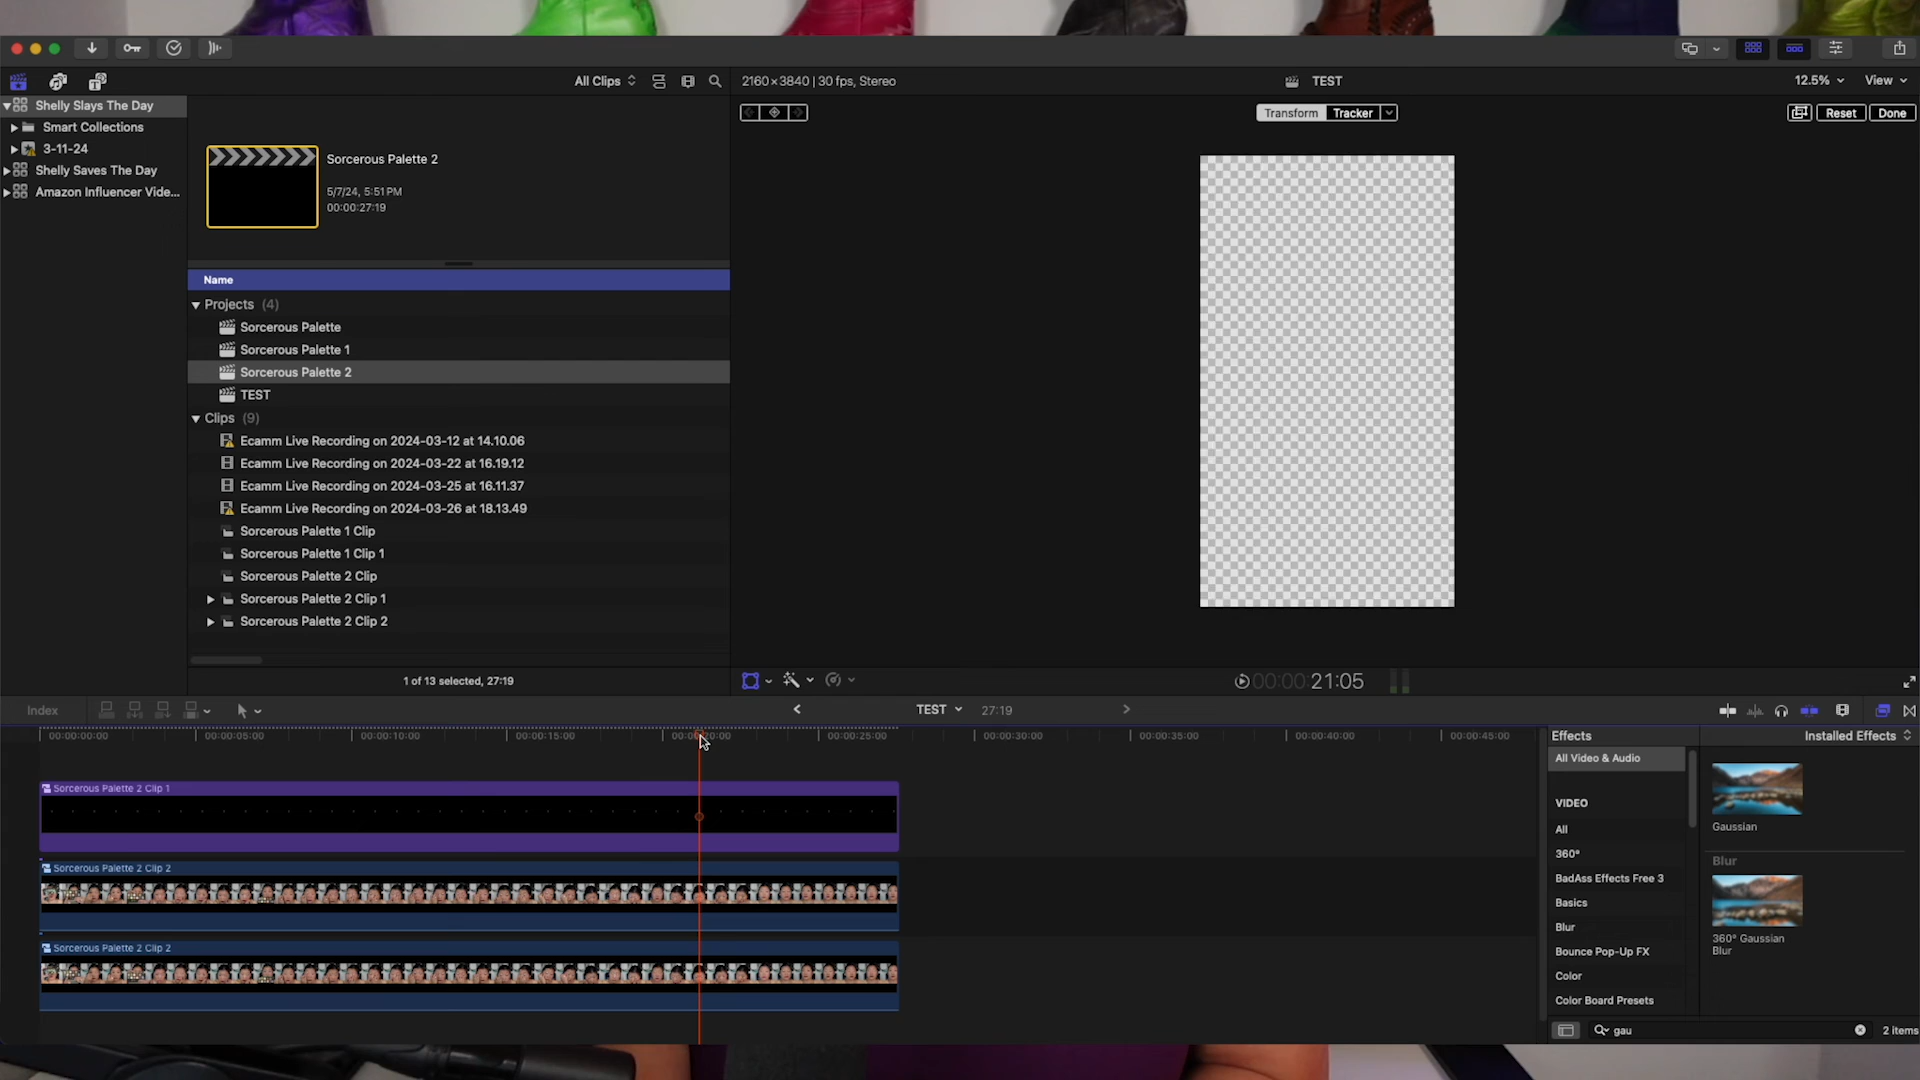 All Clips
2160×3840 | 30 fps, Stereo
TEST
12.5%
View
Shelly Slays The Day
Smart Collections
3-11-24
Shelly Saves The Day
Amazon Influencer Vide...
Sorcerous Palette 2
5/7/24, 5:51 PM
00:00:27:19
Transform
Tracker
Reset
Done
Name
Projects (4)
Sorcerous Palette
Sorcerous Palette 1
Sorcerous Palette 2
TEST
Clips (9)
Ecamm Live Recording on 2024-03-12 at 14.10.06
Ecamm Live Recording on 2024-03-22 at 16.19.12
Ecamm Live Recording on 2024-03-25 at 16.11.37
Ecamm Live Recording on 2024-03-26 at 18.13.49
Sorcerous Palette 1 Clip
Sorcerous Palette 1 Clip 1
Sorcerous Palette 2 Clip
Sorcerous Palette 2 Clip 1
Sorcerous Palette 2 Clip 2
1 of 13 selected, 27:19
00:00:21:05
Index
TEST
27:19
00:00:00:00
00:00:05:00
00:00:10:00
00:00:15:00
00:00:20:00
00:00:25:00
00:00:30:00
00:00:35:00
00:00:40:00
00:00:45:00
Sorcerous Palette 2 Clip 1
Sorcerous Palette 2 Clip 2
Sorcerous Palette 2 Clip 2
Effects
Installed Effects
All Video & Audio
VIDEO
All
360°
BadAss Effects Free 3
Basics
Blur
Bounce Pop-Up FX
Color
Color Board Presets
Gaussian
Blur
360° Gaussian
Blur
gau
2 items